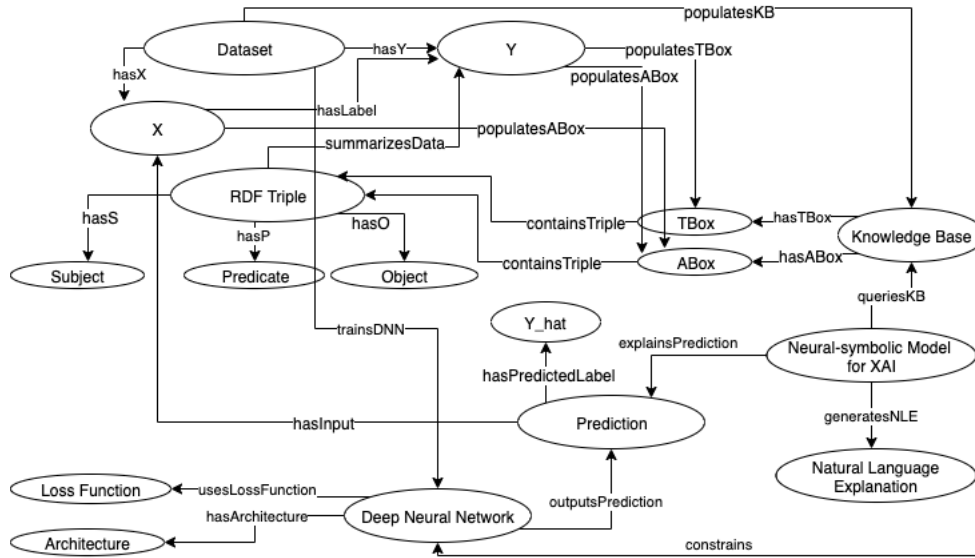 populatesKB
Dataset
hasY
Y
populatesTBox
hasX
populatesABox
hasLabel
X
populatesABox
summarizesData
RDF Triple
hasS
hasP
hasO
containsTriple
TBox
hasTBox
Knowledge Base
containsTriple
ABox
hasABox
Subject
Predicate
Object
queriesKB
Y_hat
trainsDNN
explainsPrediction
Neural-symbolic Model
for XAI
hasPredictedLabel
hasInput
Prediction
generatesNLE
Natural Language
Explanation
Loss Function
usesLossFunction
outputsPrediction
hasArchitecture
Deep Neural Network
Architecture
constrains